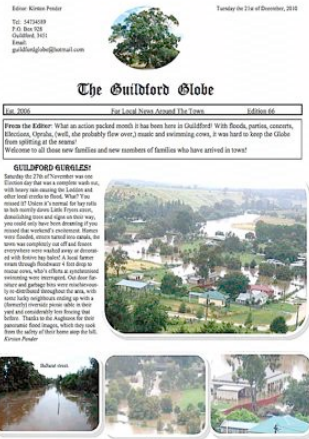 Editor: Kirsten Pender
Tuesday the 21st of December, 2010
Tel: 54734589
P.O. Box 928
Guildford, 3451
Email:
guildfordglobe@hotmail.com
The Guildford Globe
Est. 2006
For Local News Around The Town.
Edition 66
From the Editor: What an action packed month it has been here in Guildford! With floods, parties, concerts,
Elections, Oprah, (well, she probably flew over,) music and swimming cows, it was hard to keep the Globe
from splitting at the seams!
Welcome to all those new families and new members of families who have arrived in town!
GUILDFORD GURGLES!
Saturday the 27th of November was one
Election day that was a complete wash out,
with heavy rain causing the Loddon and
other local creeks to flood. What? You
missed it? Unless it's normal for hay rolls
to bob merrily down Little Fryers street,
demolishing trees and signs on their way,
you could only have been dreaming if you
missed that weekend's excitement. Homes
were flooded, streets turned into canals, the
town was completely cut off and fences
everywhere were washed away or decorat-
ed with festive hay bales! A local farmer
swam through floodwater 4 feet deep to
rescue cows, who's efforts at synchronised
swimming were interrupted. Out door fur-
niture and garbage bins were mischievous-
ly re-distributed throughout the area, with
some lucky neighbours ending up with a
(formerly) riverside picnic table in their
yard and considerably less fencing that
before. Thanks to the for their
panoramic flood images, which they took
from the safety of their home atop the hill.
Kirsten Pender
Ballarat street.